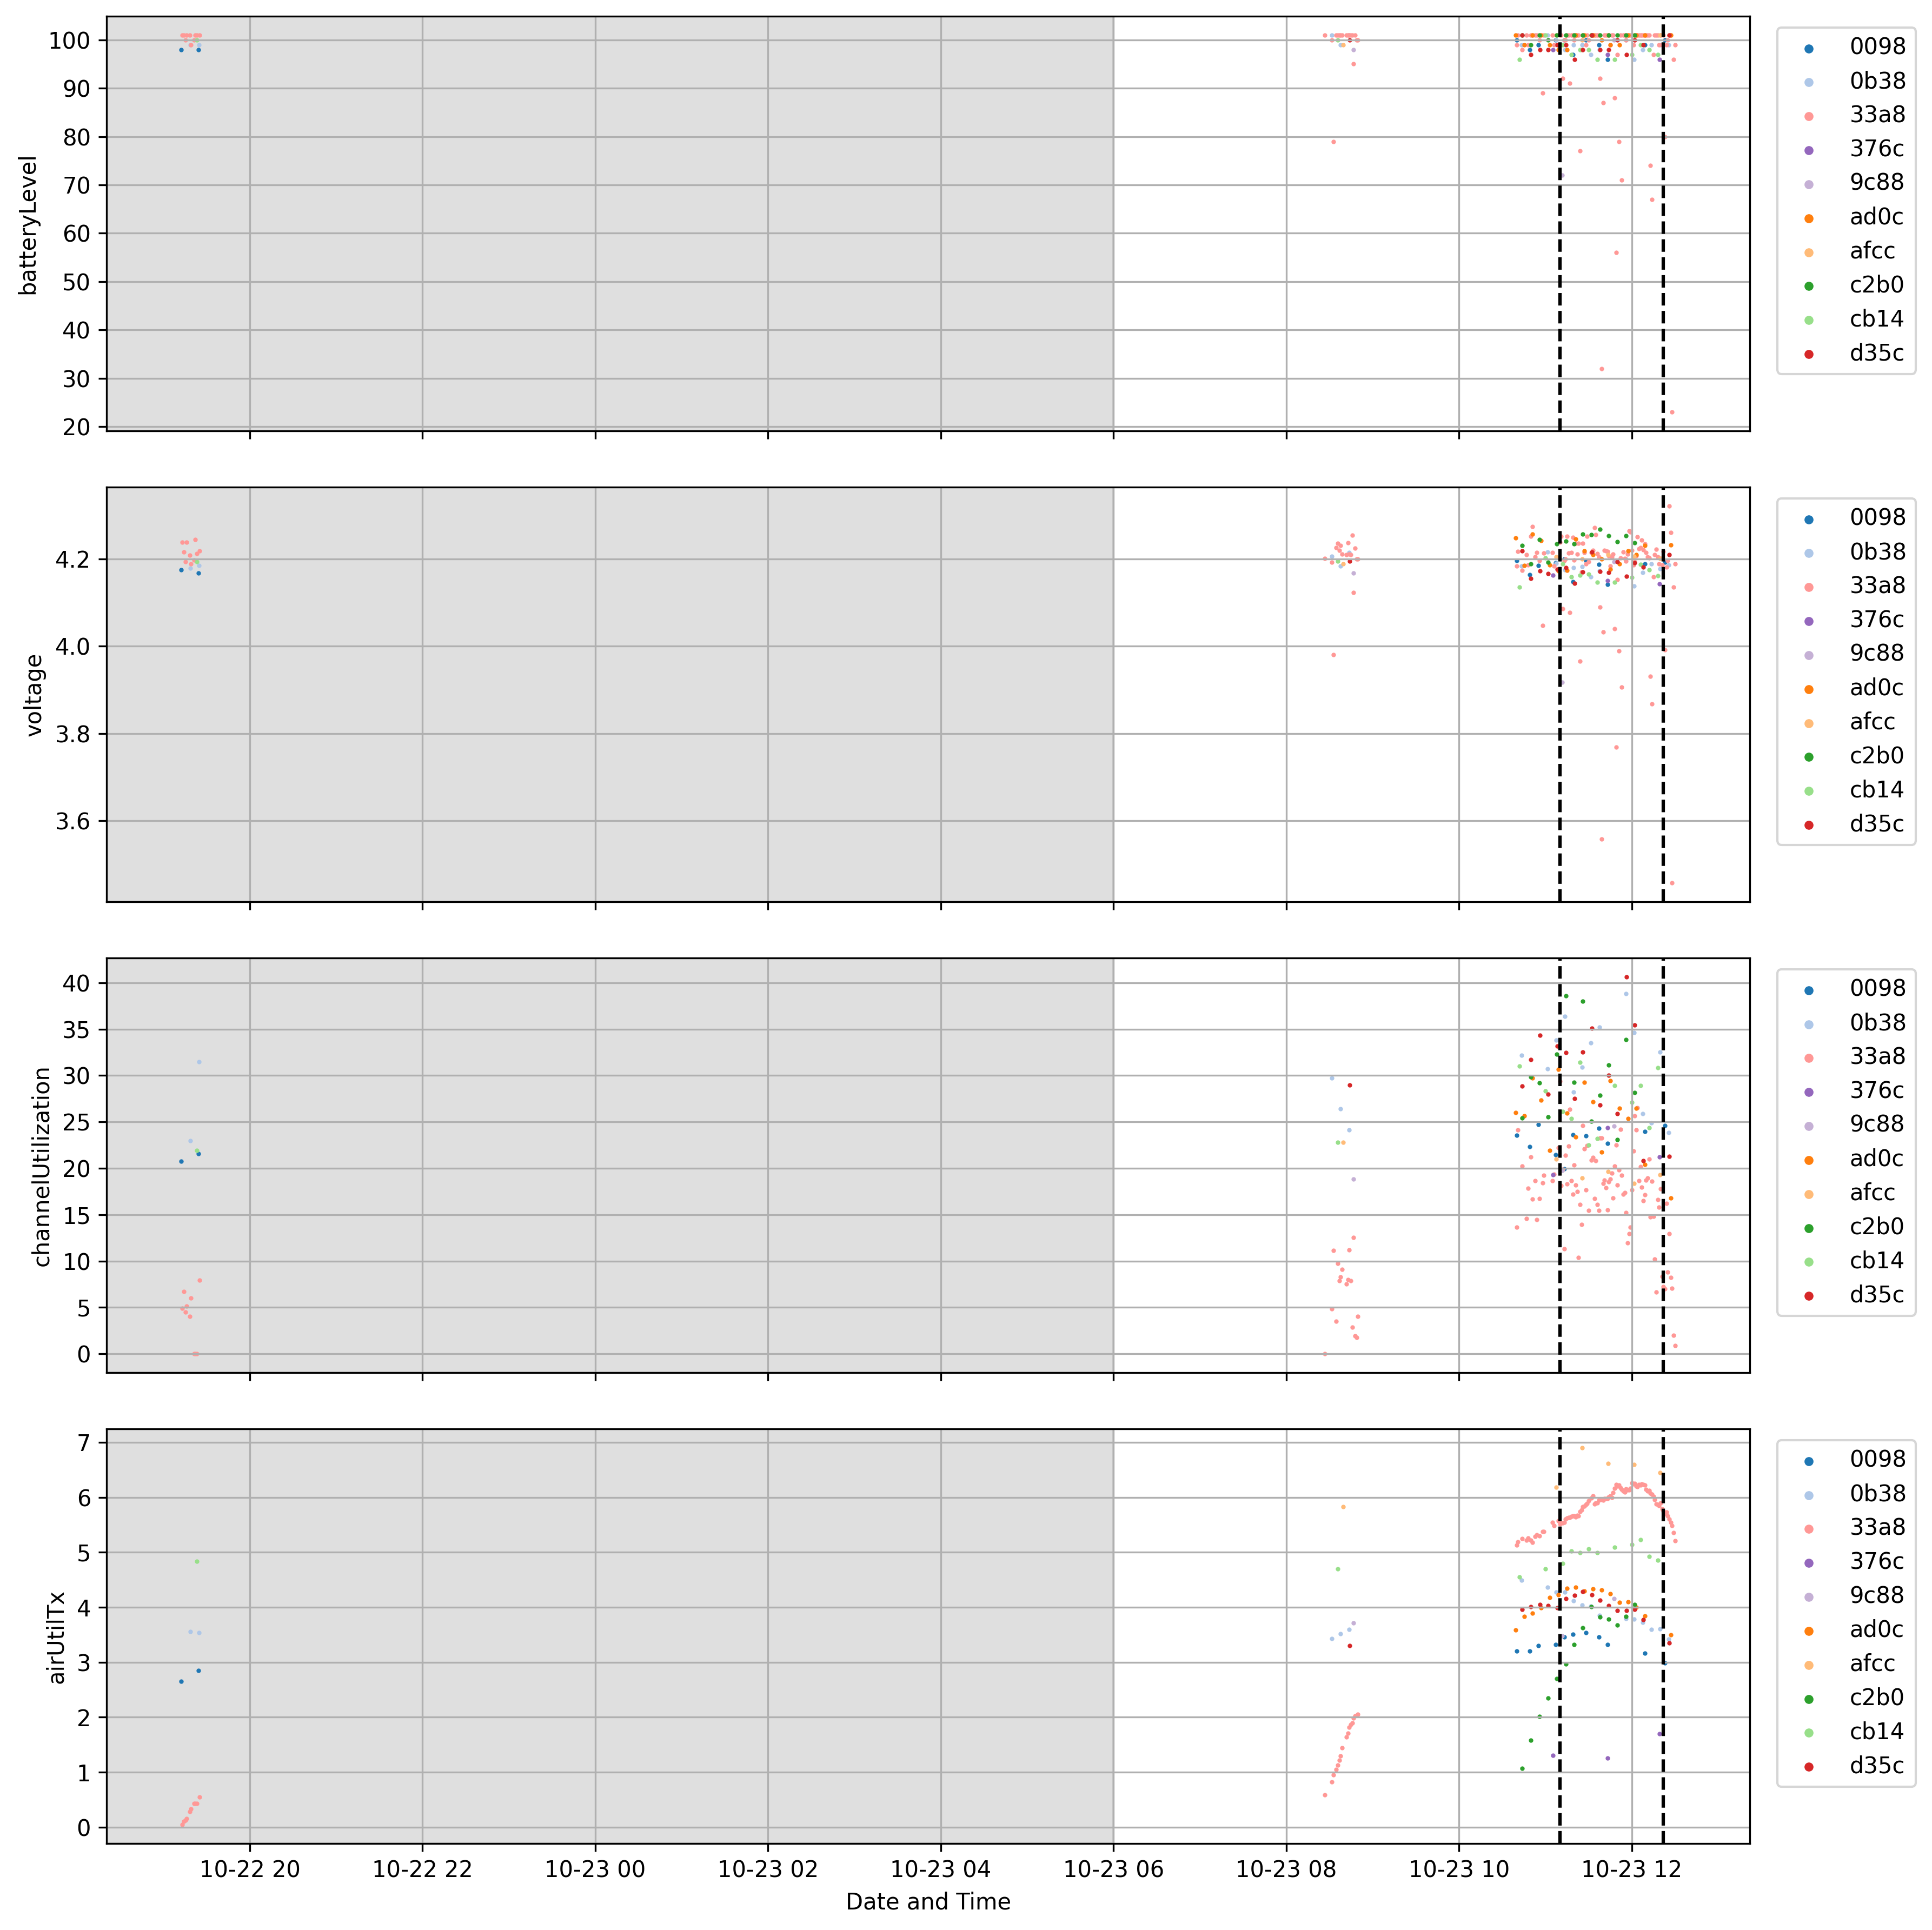 batteryLevel
100
90
80
70
60
50
40
30
20
0098
0b38
33a8
376c
9c88
ad0c
afcc
c2b0
cb14
d35c
voltage
4.2
4.0
3.8
3.6
0098
0b38
33a8
376c
9c88
ad0c
afcc
c2b0
cb14
d35c
channelUtilization
40
35
30
25
20
15
10
5
0
0098
0b38
33a8
376c
9c88
ad0c
afcc
c2b0
cb14
d35c
airUtilTx
7
6
5
4
3
2
1
0
0098
0b38
33a8
376c
9c88
ad0c
afcc
c2b0
cb14
d35c
10-22 20 10-22 22 10-23 00 10-23 02 10-23 04 10-23 06 10-23 08 10-23 10 10-23 12
Date and Time